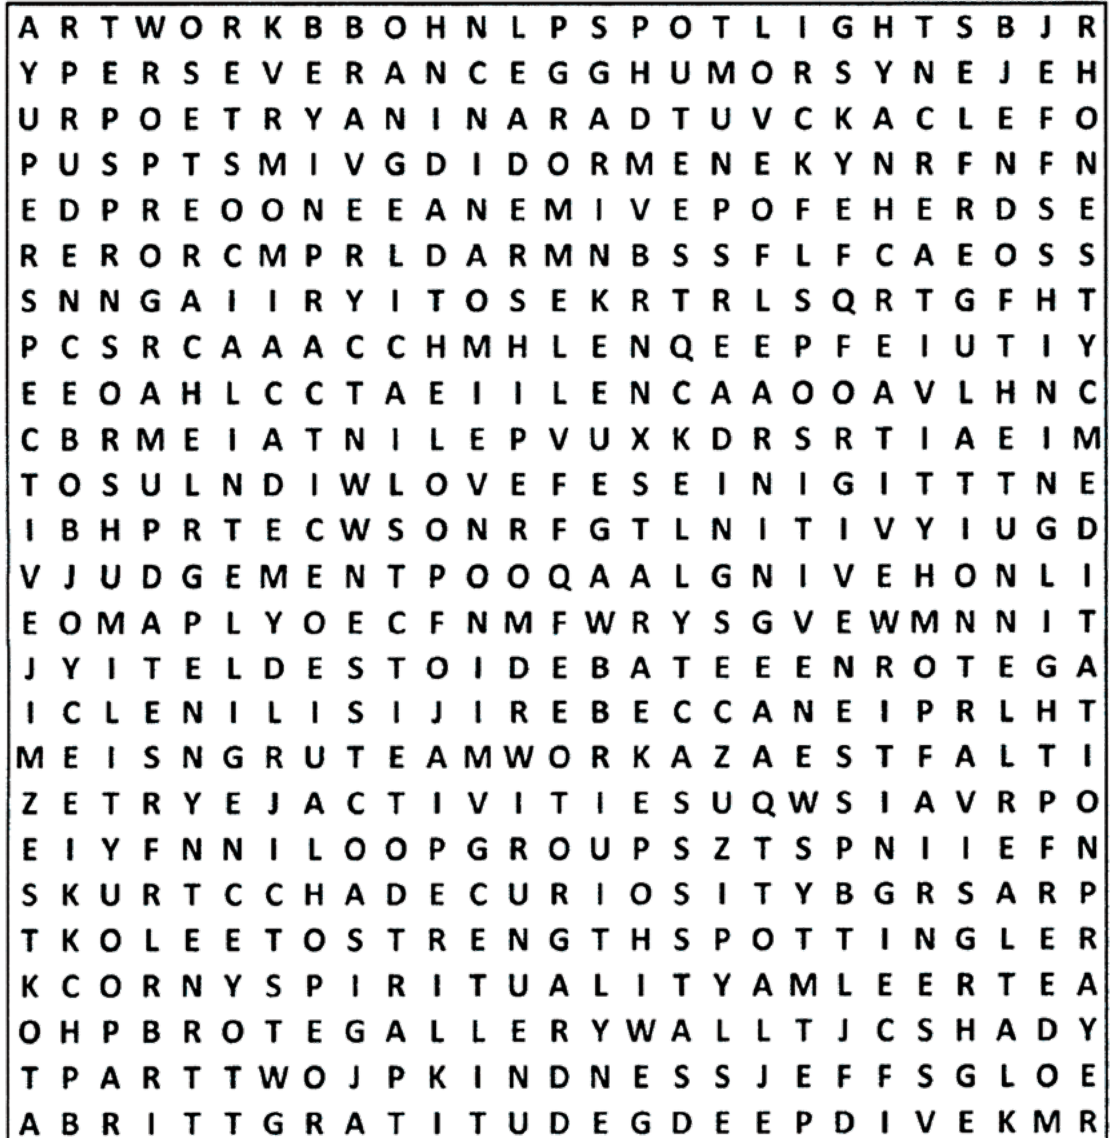 A R T W O R K B B O H N L P S P O T L I G H T S B J R
Y P E R S E V E R A N C E G G H U M O R S Y N E J E H
U R P O E T R Y A N I N A R A D T U V C K A C L E F O
P U S P T S M I V G D I D O R M E N E K Y N R F N F N
E D P R E O O N E E A N E M I V E P O F E H E R D S E
R E R O R C M P R L D A R M N B S S F L F C A E O S S
S N N G A I I R Y I T O S E K R T R L S Q R T G F H T
P C S R C A A A C C H M H L E N Q E E P F E I U T I Y
E E O A H L C C T A E I I L E N C A A O O A V L H N C
C B R M E I A T N I L E P V U X K D R S R T I A E I M
T O S U L N D I W L O V E F E S E I N I G I T T T N E
I B H P R T E C W S O N R F G T L N I T I V Y I U G D
V J U D G E M E N T P O O Q A A L G N I V E H O N L I
E O M A P L Y O E C F N M F W R Y S G V E W M N N I T
J Y I T E L D E S T O I D E B A T E E E N R O T E G A
I C L E N I L I S I J I R E B E C C A N E I P R L H T
M E I S N G R U T E A M W O R K A Z A E S T F A L T I
Z E T R Y E J A C T I V I T I E S U Q W S I A V R P O
E I Y F N N I L O O P G R O U P S Z T S P N I I E F N
S K U R T C C H A D E C U R I O S I T Y B G R S A R P
T K O L E E T O S T R E N G T H S P O T T I N G L E R
K C O R N Y S P I R I T U A L I T Y A M L E E R T E A
O H P B R O T E G A L L E R Y W A L L T J C S H A D Y
T P A R T T W O J P K I N D N E S S J E F F S G L O E
A B R I T T G R A T I T U D E G D E E P D I V E K M R